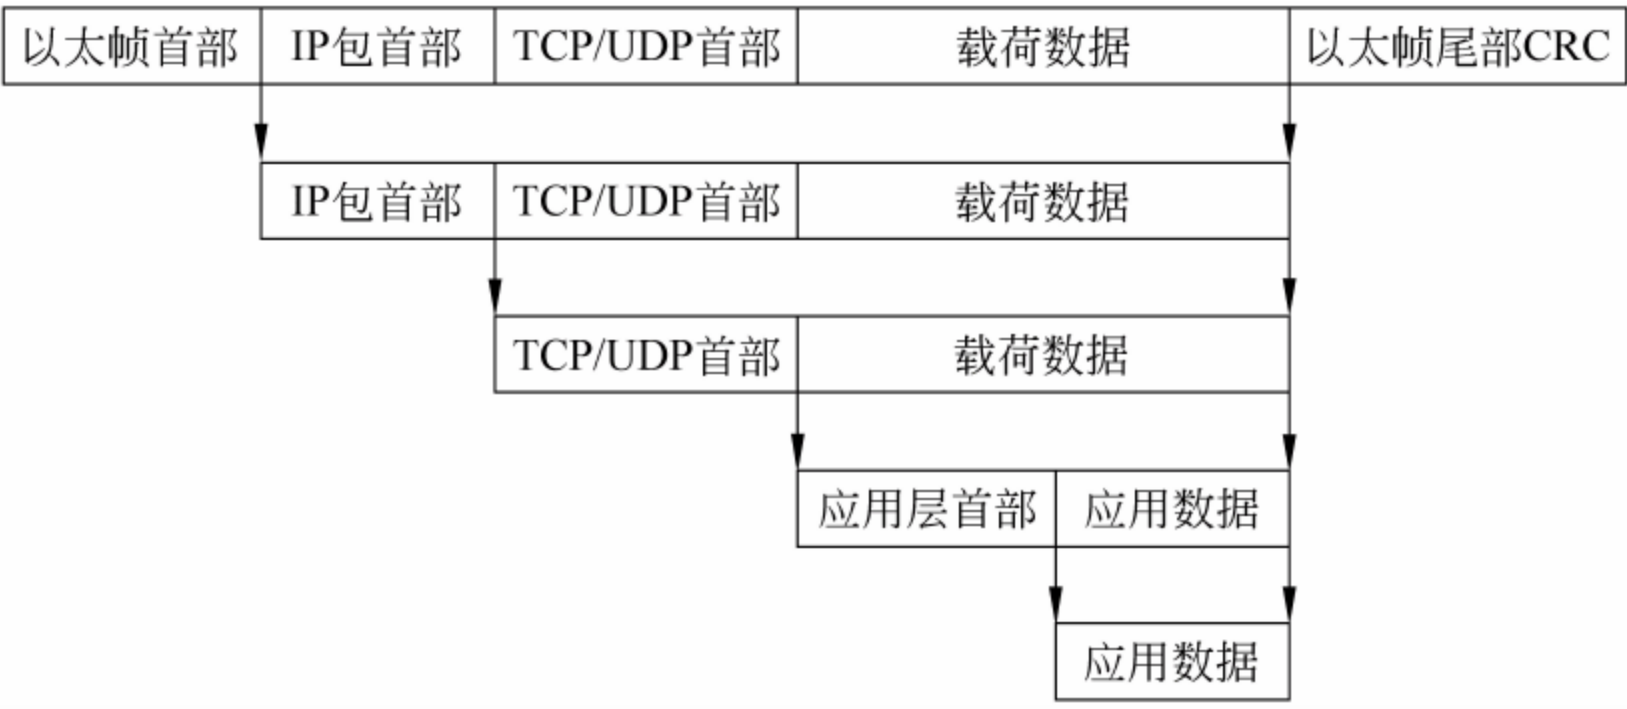 以太帧首部 IP包首部 TCP/UDP首部 载荷数据 以太帧尾部CRC
IP包首部 TCP/UDP首部 载荷数据
TCP/UDP首部 载荷数据
应用层首部 应用数据
应用数据